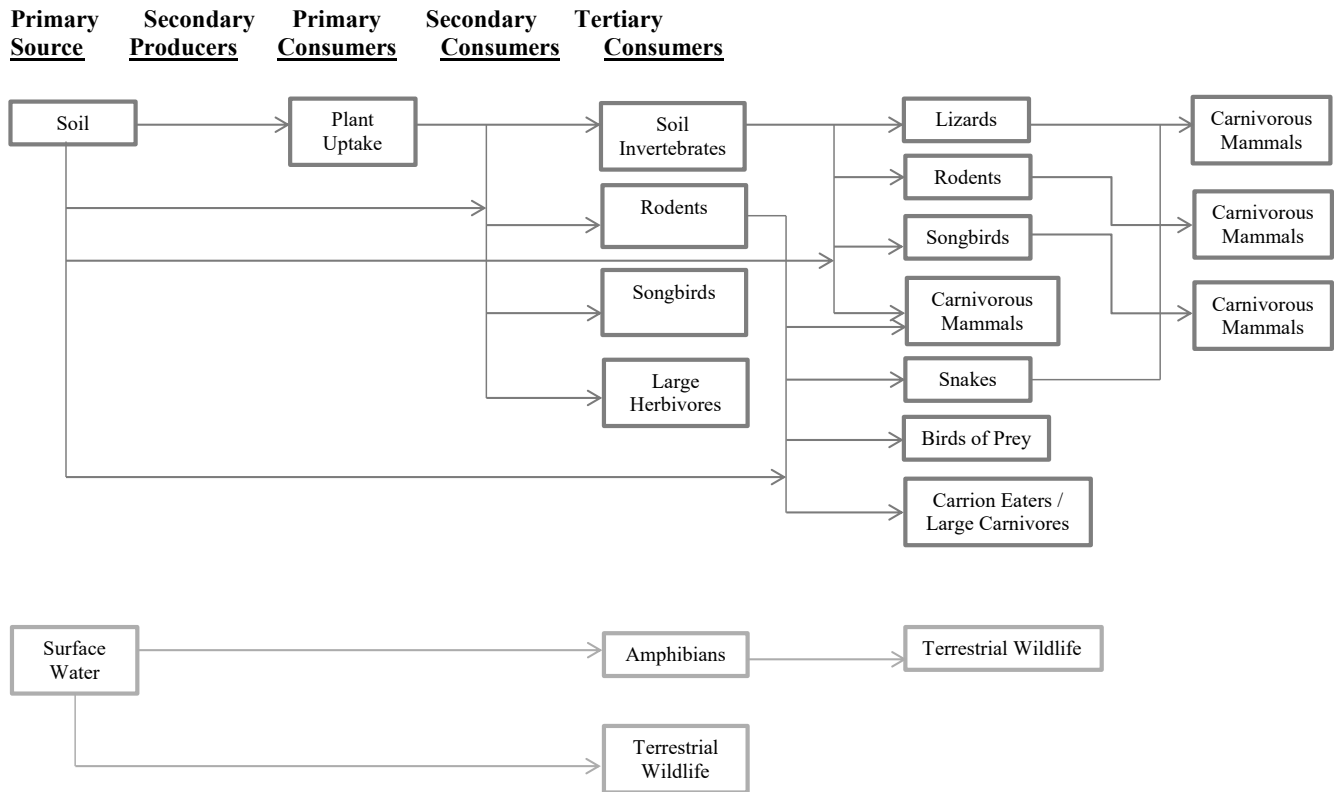 Primary Secondary Primary Secondary Tertiary
Source Producers Consumers Consumers Consumers
Soil
Plant
Uptake
Soil
Invertebrates
Lizards
Carnivorous
Mammals
Rodents
Rodents
Carnivorous
Mammals
Songbirds
Songbirds
Carnivorous
Mammals
Carnivorous
Mammals
Large
Herbivores
Snakes
Birds of Prey
Carrion Eaters /
Large Carnivores
Surface
Water
Amphibians
Terrestrial Wildlife
Terrestrial
Wildlife